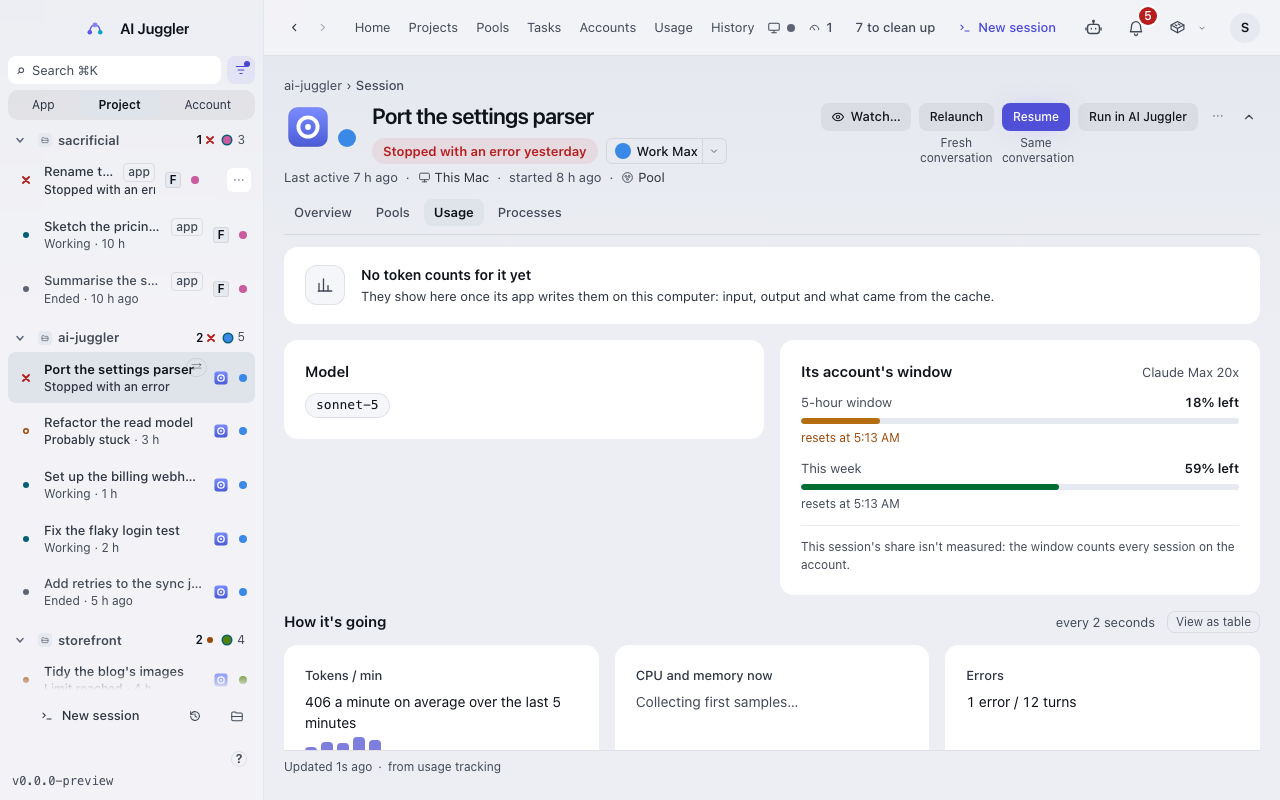 AI Juggler
Search ⌘K
App Project Account
sacrificial 1 3
Rename t... app F
Stopped with an err
Sketch the pricin... app F
Working · 10 h
Summarise the s... app F
Ended · 10 h ago
ai-juggler 2 5
Port the settings parser
Stopped with an error
Refactor the read model
Probably stuck · 3 h
Set up the billing webh...
Working · 1 h
Fix the flaky login test
Working · 2 h
Add retries to the sync j...
Ended · 5 h ago
storefront 2 4
Tidy the blog's images
New session
?
v0.0.0-preview
Home Projects Pools Tasks Accounts Usage History 1 7 to clean up New session 5 S
ai-juggler › Session
Port the settings parser
Stopped with an error yesterday Work Max
Watch... Relaunch Resume Run in AI Juggler ...
Fresh conversation
Same conversation
Last active 7 h ago · This Mac · started 8 h ago · Pool
Overview Pools Usage Processes
No token counts for it yet
They show here once its app writes them on this computer: input, output and what came from the cache.
Model
sonnet-5
Its account's window Claude Max 20x
5-hour window 18% left
resets at 5:13 AM
This week 59% left
resets at 5:13 AM
This session's share isn't measured: the window counts every session on the
account.
How it's going every 2 seconds View as table
Tokens / min
406 a minute on average over the last 5
minutes
CPU and memory now
Collecting first samples...
Errors
1 error / 12 turns
Updated 1s ago · from usage tracking